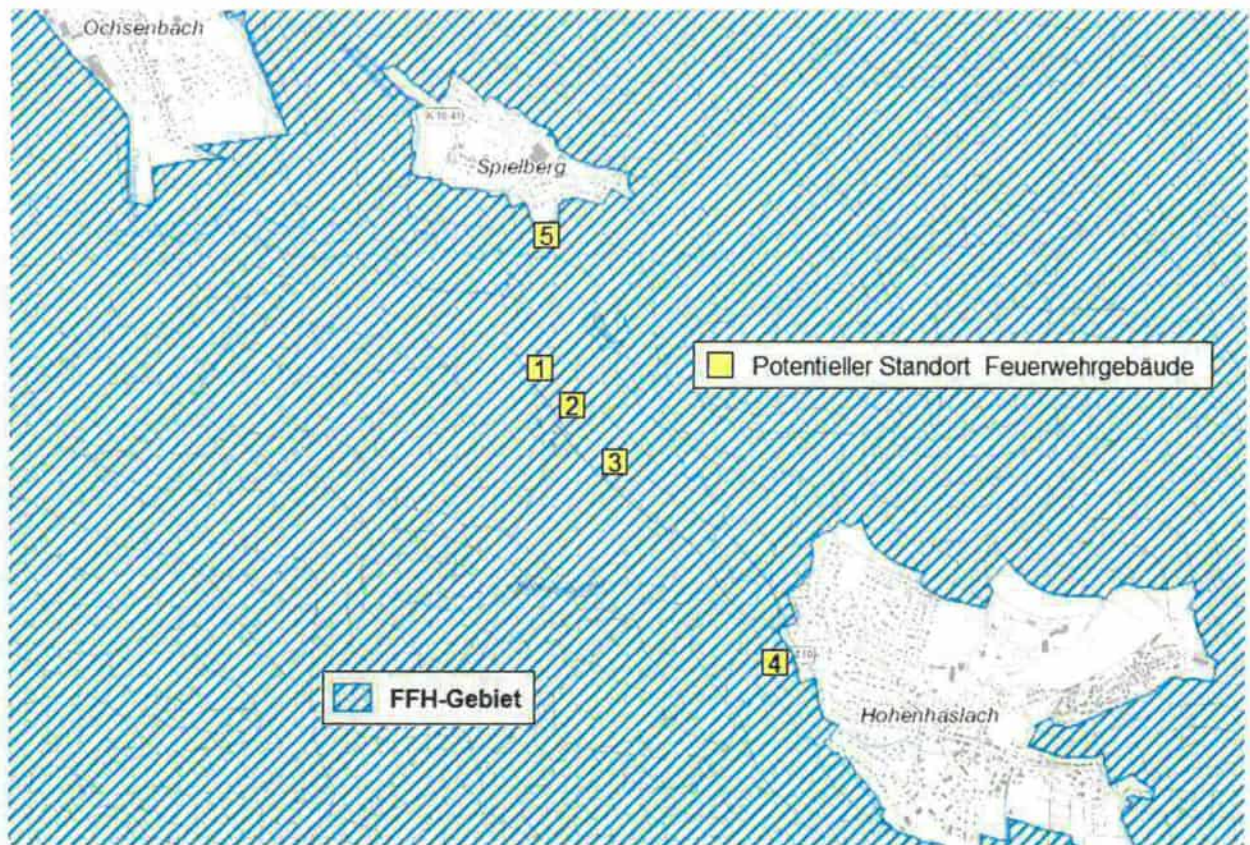 Ochsenbach
Spielberg
5
1
Potentieller Standort Feuerwehrgebäude
2
3
4
FFH-Gebiet
Hohenhaslach